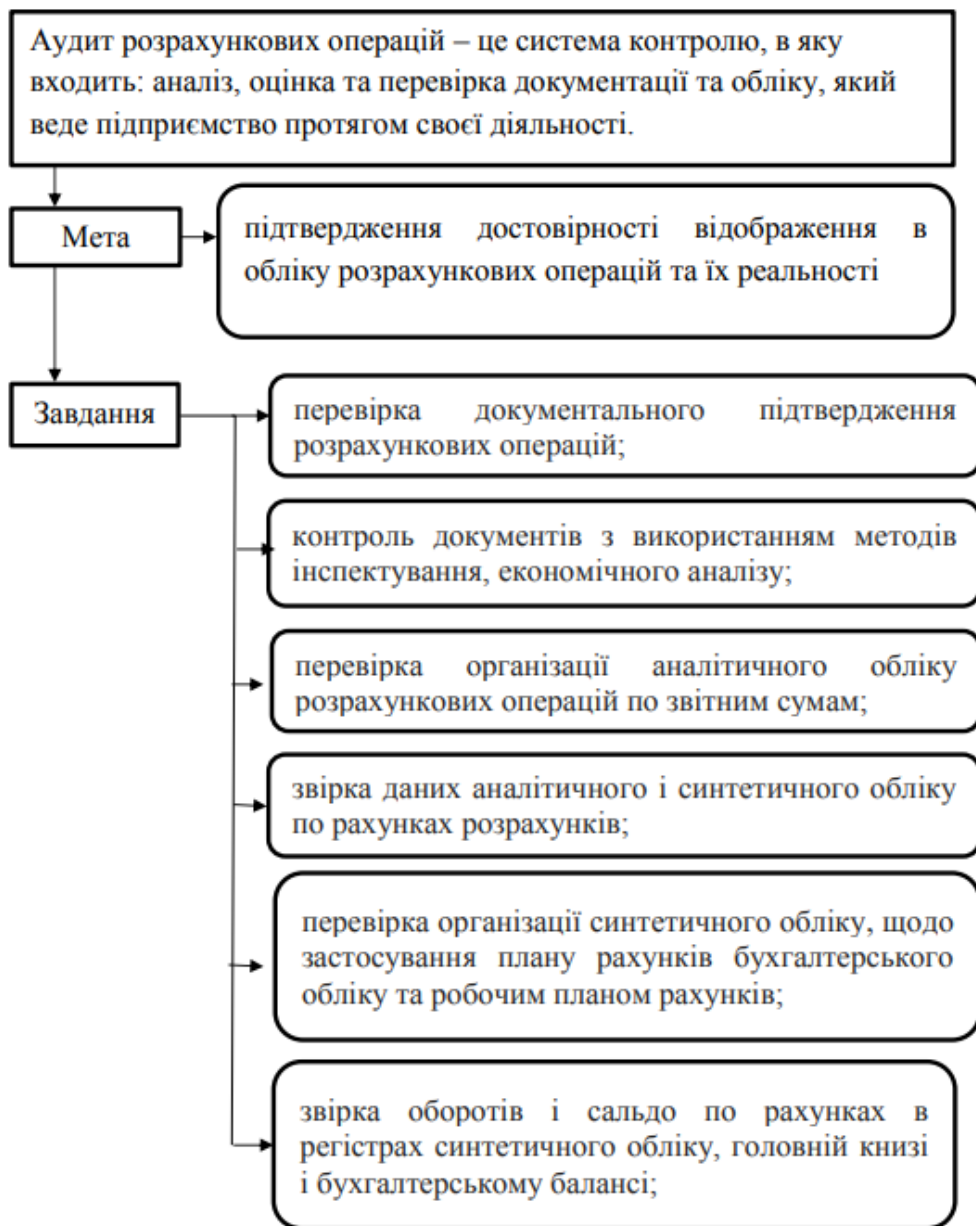 Аудит розрахункових операцій – це система контролю, в яку
входить: аналіз, оцінка та перевірка документації та обліку, який
веде підприємство протягом своєї діяльності.
Мета
підтвердження достовірності відображення в
обліку розрахункових операцій та їх реальності
Завдання
перевірка документального підтвердження
розрахункових операцій;
контроль документів з використанням методів
інспектування, економічного аналізу;
перевірка організації аналітичного обліку
розрахункових операцій по звітним сумам;
звірка даних аналітичного і синтетичного обліку
по рахунках розрахунків;
перевірка організації синтетичного обліку, щодо
застосування плану рахунків бухгалтерського
обліку та робочим планом рахунків;
звірка оборотів і сальдо по рахунках в
регістрах синтетичного обліку, головній книзі
і бухгалтерському балансі;